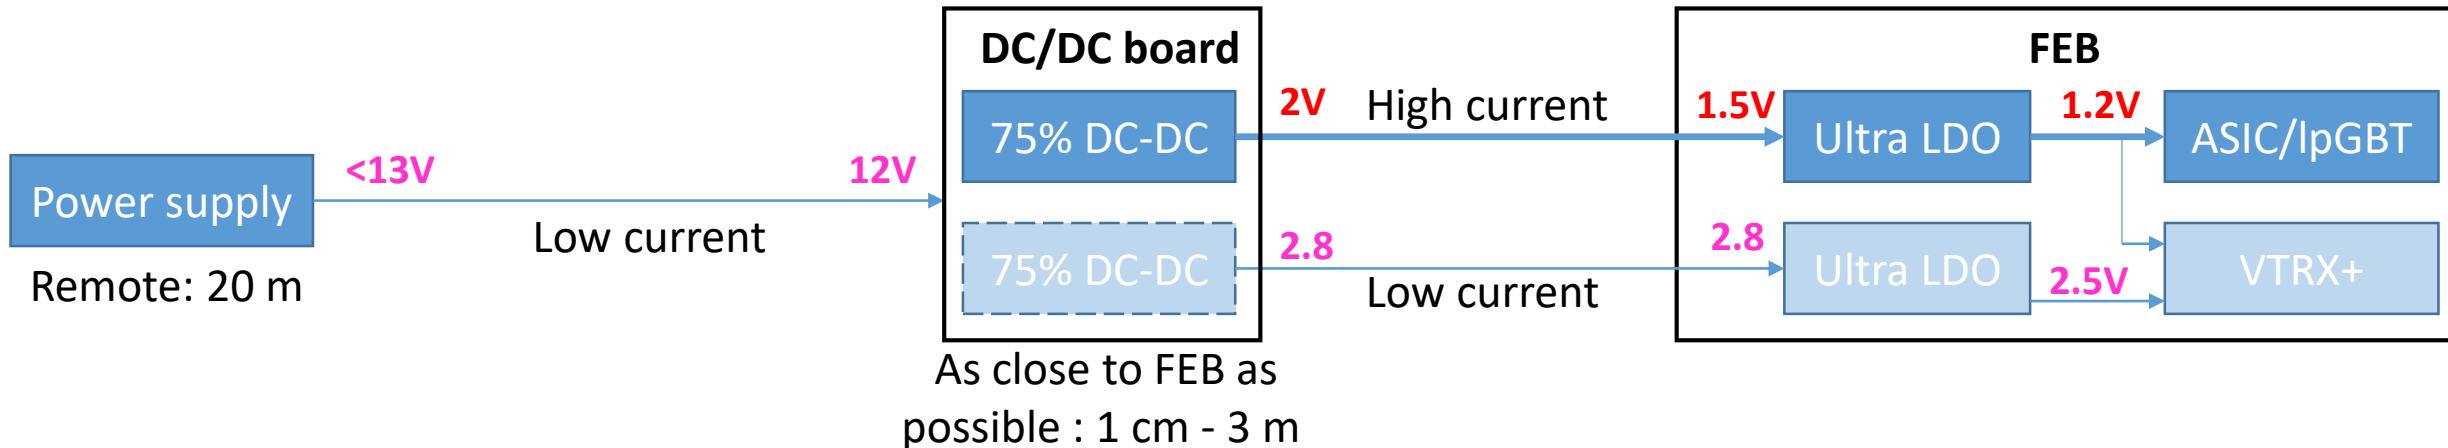 DC/DC board
FEB
75% DC-DC
2V
High current
1.5V
Ultra LDO
1.2V
ASIC/lpGBT
Power supply
<13V
12V
Low current
Remote: 20 m
75% DC-DC
2.8
Low current
2.8
Ultra LDO
2.5V
VTRX+
As close to FEB as
possible : 1 cm - 3 m